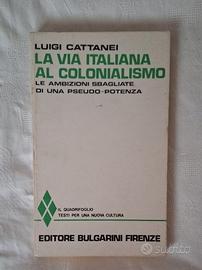 LUIGI CATTANEI
LA VIA ITALIANA
AL COLONIALISMO
LE AMBIZIONI SBAGLIATE
DI UNA PSEUDO-POTENZA
IL QUADRIFOGLIO
TESTI PER UNA NUOVA CULTURA
EDITORE BULGARINI FIRENZE
subito